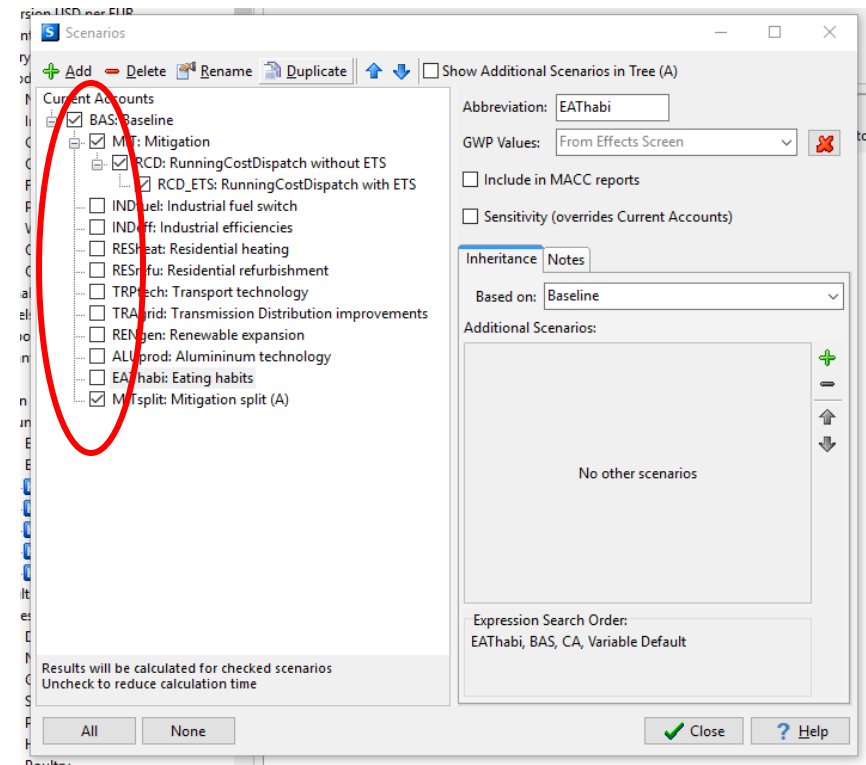 rsion USD per EUR
Scenarios
Add Delete Rename Duplicate Show Additional Scenarios in Tree (A)
Current Accounts
BAS: Baseline
MIT: Mitigation
RCD: RunningCostDispatch without ETS
RCD_ETS: RunningCostDispatch with ETS
INDfuel: Industrial fuel switch
INDeff: Industrial efficiencies
RESheat: Residential heating
RESrefu: Residential refurbishment
TRPtech: Transport technology
TRAgrid: Transmission Distribution improvements
RENgen: Renewable expansion
ALUprod: Alumininum technology
EAThabi: Eating habits
MITsplit: Mitigation split (A)
Results will be calculated for checked scenarios
Uncheck to reduce calculation time
All None
Abbreviation: EAThabi
GWP Values: From Effects Screen
Include in MACC reports
Sensitivity (overrides Current Accounts)
Inheritance Notes
Based on: Baseline
Additional Scenarios:
No other scenarios
Expression Search Order:
EAThabi, BAS, CA, Variable Default
Close Help